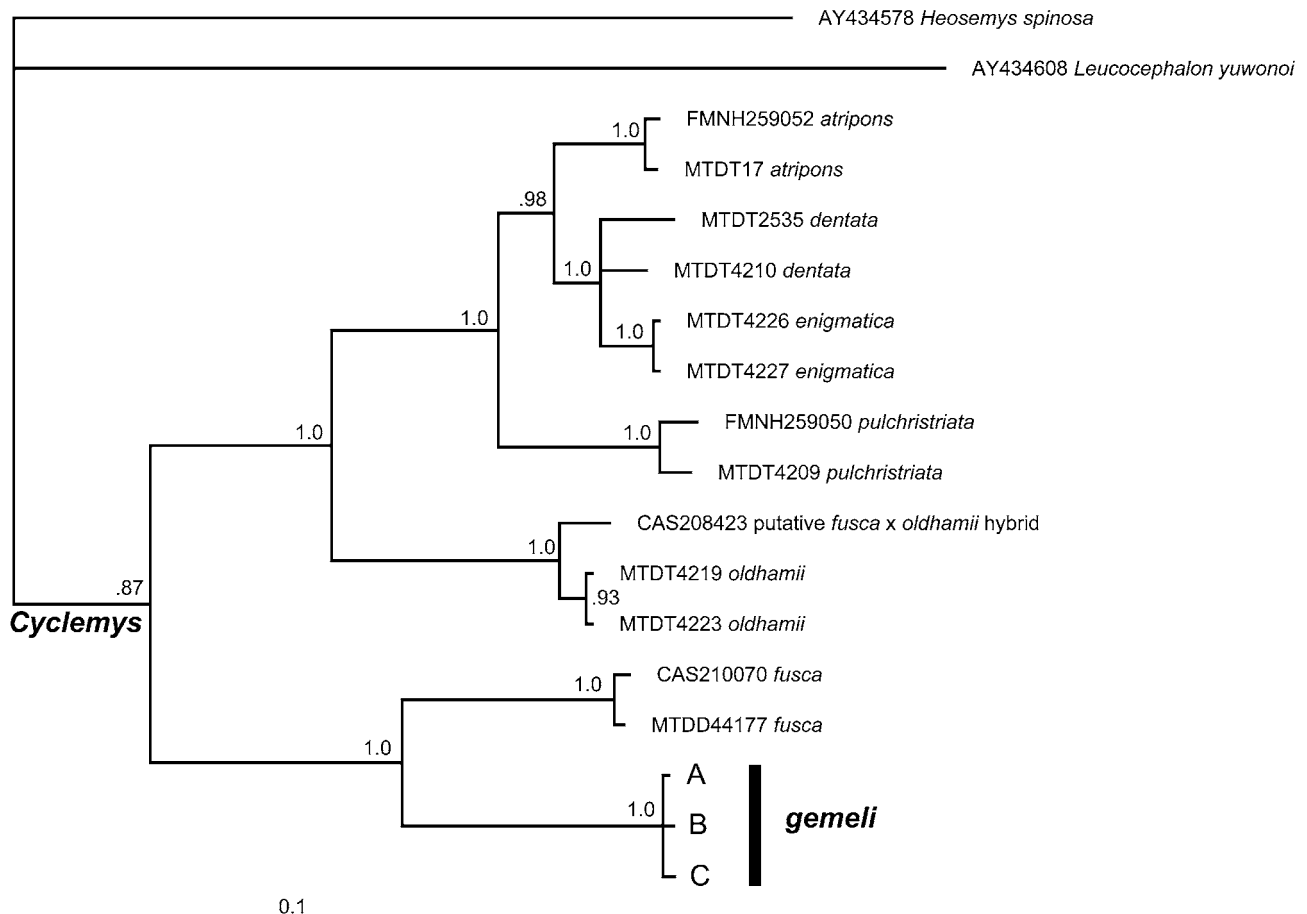 AY434578 Heosemys spinosa
AY434608 Leucocephalon yuwonoi
FMNH259052 atripons
1.0
MTDT17 atripons
.98
MTDT2535 dentata
1.0
MTDT4210 dentata
MTDT4226 enigmatica
1.0
1.0
MTDT4227 enigmatica
FMNH259050 pulchristriata
1.0
1.0
MTDT4209 pulchristriata
CAS208423 putative fusca x oldhamii hybrid
1.0
MTDT4219 oldhamii
.87
.93
Cyclemys
MTDT4223 oldhamii
CAS210070 fusca
1.0
MTDD44177 fusca
1.0
A
1.0
B
gemeli
C
0.1